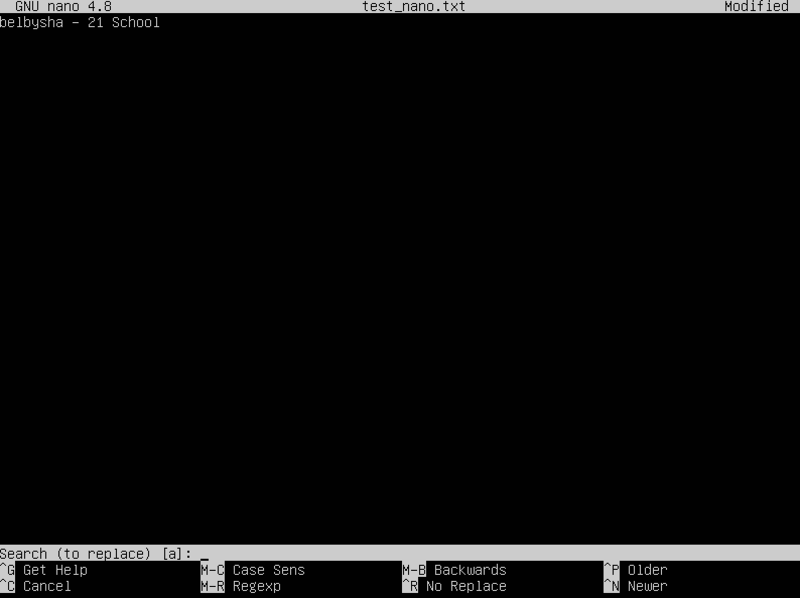 GNU nano 4.8 test_nano.txt Modified
belbysha - 21 School
Search (to replace) [a]: _
^G Get Help M-C Case Sens M-B Backwards ^P Older
^C Cancel M-R Regexp ^R No Replace ^N Newer